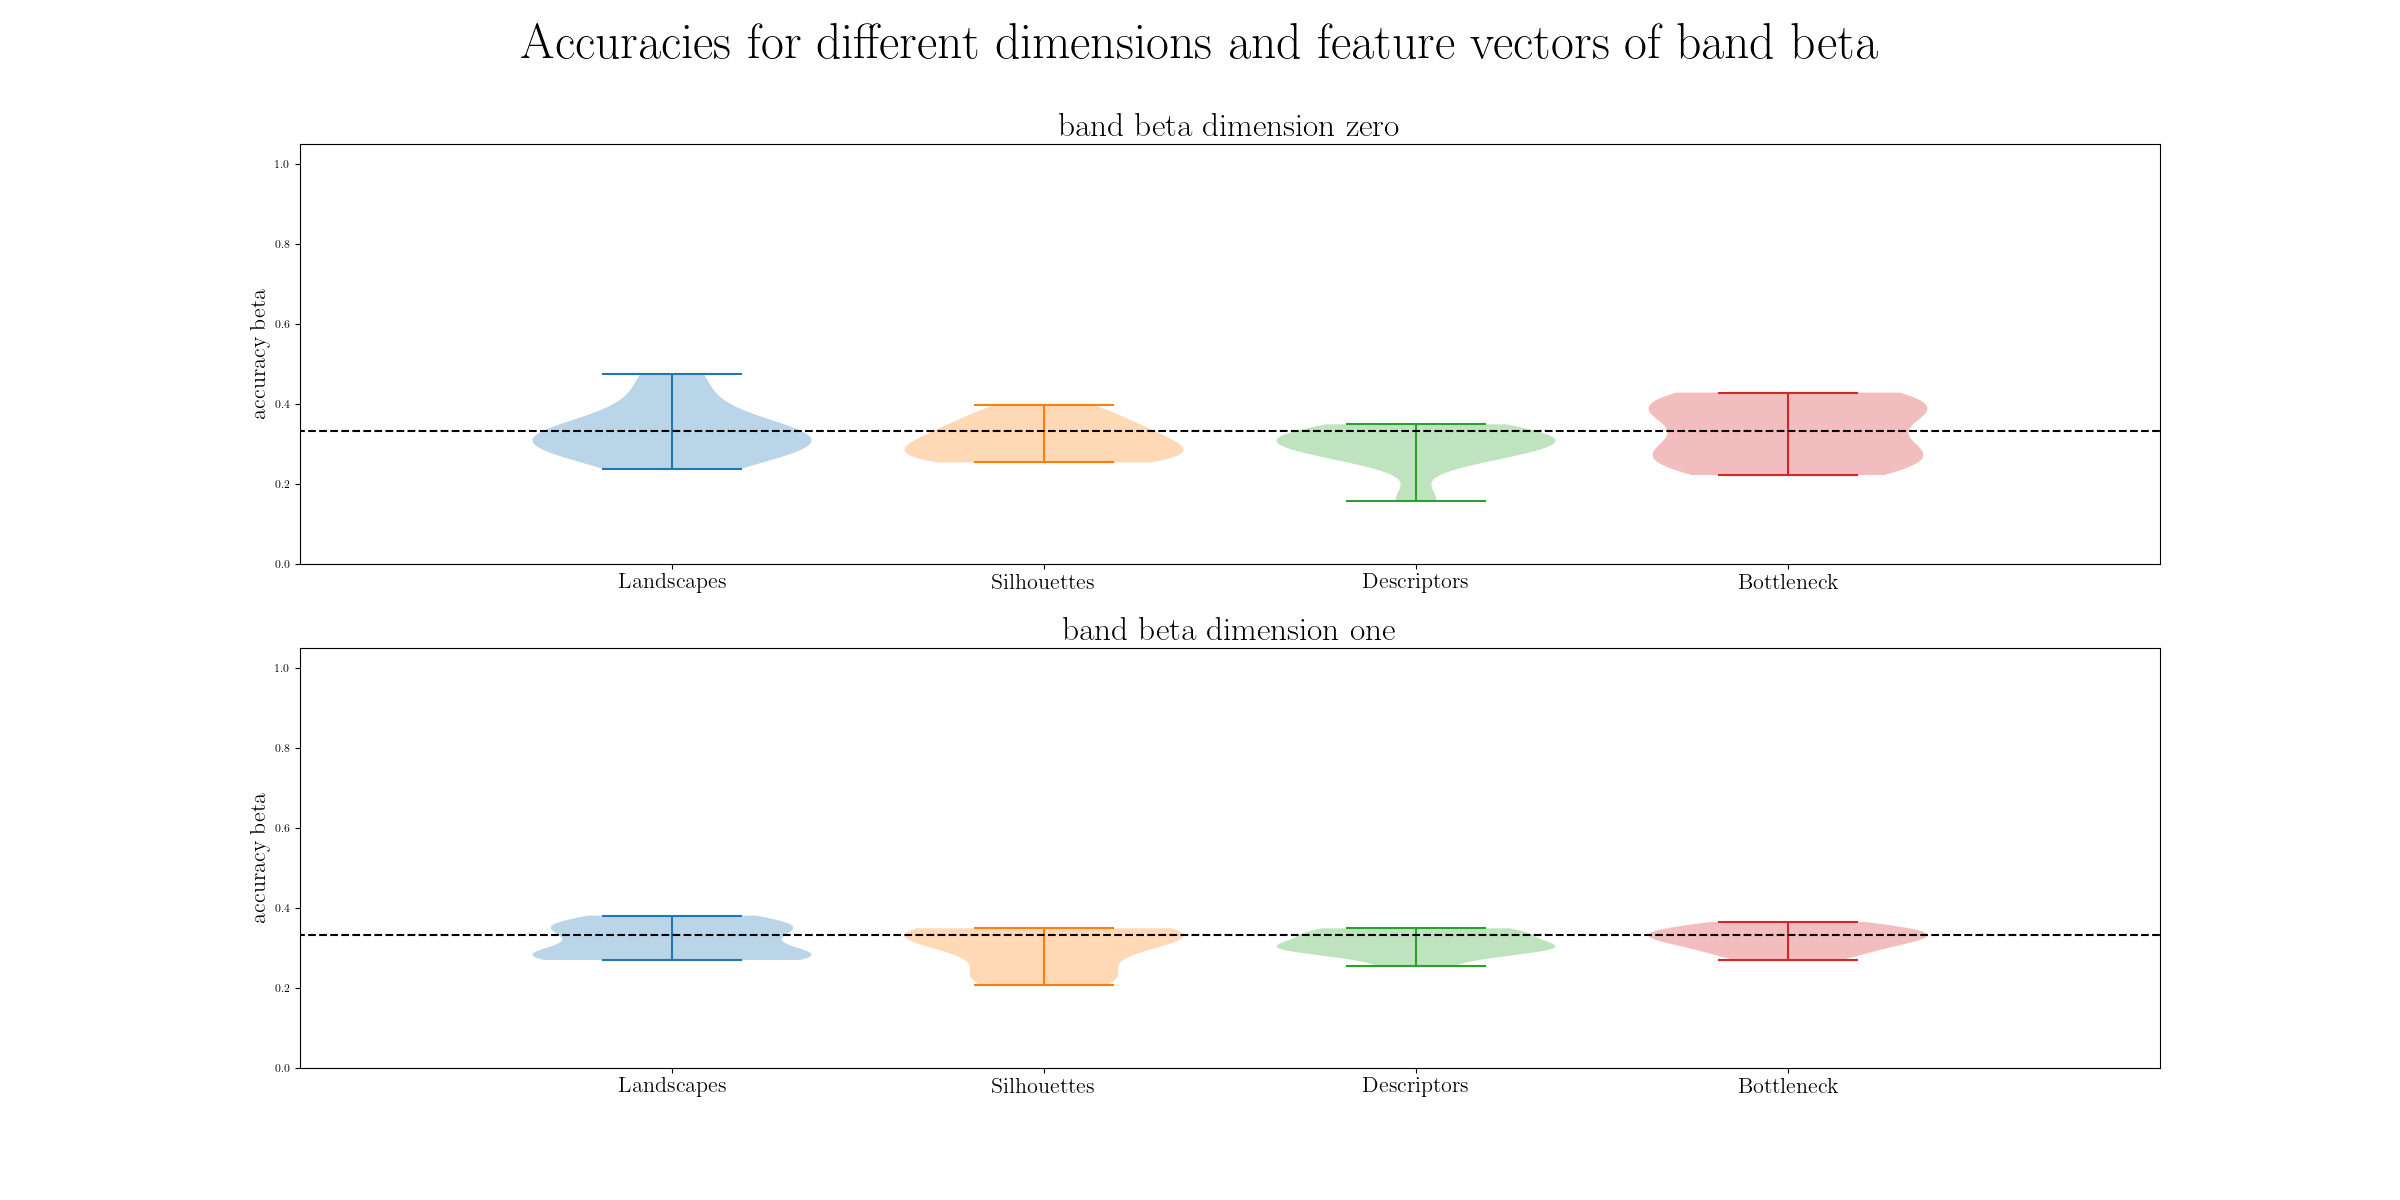 Accuracies for different dimensions and feature vectors of band beta
band beta dimension zero
accuracy beta
1.0
0.8
0.6
0.4
0.2
0.0
Landscapes Silhouettes Descriptors Bottleneck
band beta dimension one
accuracy beta
1.0
0.8
0.6
0.4
0.2
0.0
Landscapes Silhouettes Descriptors Bottleneck